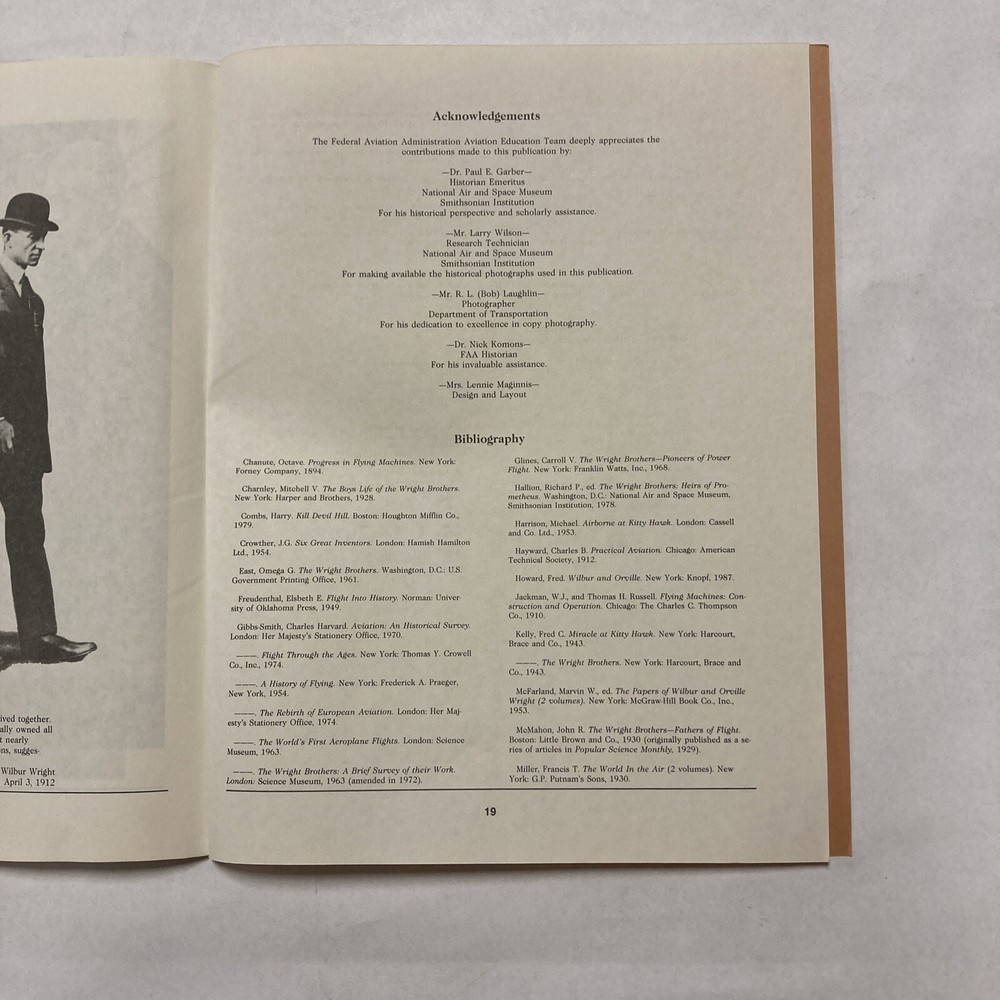 ived together.
ally owned all
t nearly
ns, sugges-
Wilbur Wright
April 3, 1912
Acknowledgements
The Federal Aviation Administration Aviation Education Team deeply appreciates the
contributions made to this publication by:
—Dr. Paul E. Garber—
Historian Emeritus
National Air and Space Museum
Smithsonian Institution
For his historical perspective and scholarly assistance.
—Mr. Larry Wilson—
Research Technician
National Air and Space Museum
Smithsonian Institution
For making available the historical photographs used in this publication.
—Mr. R. L. (Bob) Laughlin—
Photographer
Department of Transportation
For his dedication to excellence in copy photography.
—Dr. Nick Komons—
FAA Historian
For his invaluable assistance.
—Mrs. Lennie Maginnis—
Design and Layout
Bibliography
Chanute, Octave. Progress in Flying Machines. New York:
Forney Company, 1894.
Charnley, Mitchell V. The Boys Life of the Wright Brothers.
New York: Harper and Brothers, 1928.
Combs, Harry. Kill Devil Hill. Boston: Houghton Mifflin Co.,
1979.
Crowther, J.G. Six Great Inventors. London: Hamish Hamilton
Ltd., 1954.
East, Omega G. The Wright Brothers. Washington, D.C.: U.S.
Government Printing Office, 1961.
Freudenthal, Elsbeth E. Flight Into History. Norman: Univer-
sity of Oklahoma Press, 1949.
Gibbs-Smith, Charles Harvard. Aviation: An Historical Survey.
London: Her Majesty's Stationery Office, 1970.
———. Flight Through the Ages. New York: Thomas Y. Crowell
Co., Inc., 1974.
———. A History of Flying. New York: Frederick A. Praeger,
New York, 1954.
———. The Rebirth of European Aviation. London: Her Maj-
esty's Stationery Office, 1974.
———. The World's First Aeroplane Flights. London: Science
Museum, 1963.
———. The Wright Brothers: A Brief Survey of their Work.
London: Science Museum, 1963 (amended in 1972).
Glines, Carroll V. The Wright Brothers—Pioneers of Power
Flight. New York: Franklin Watts, Inc., 1968.
Hallion, Richard P., ed. The Wright Brothers: Heirs of Pro-
metheus. Washington, D.C.: National Air and Space Museum,
Smithsonian Institution, 1978.
Harrison, Michael. Airborne at Kitty Hawk. London: Cassell
and Co. Ltd., 1953.
Hayward, Charles B. Practical Aviation. Chicago: American
Technical Society, 1912.
Howard, Fred. Wilbur and Orville. New York: Knopf, 1987.
Jackman, W.J., and Thomas H. Russell. Flying Machines: Con-
struction and Operation. Chicago: The Charles C. Thompson
Co., 1910.
Kelly, Fred C. Miracle at Kitty Hawk. New York: Harcourt,
Brace and Co., 1943.
———. The Wright Brothers. New York: Harcourt, Brace and
Co., 1943.
McFarland, Marvin W., ed. The Papers of Wilbur and Orville
Wright (2 volumes). New York: McGraw-Hill Book Co., Inc.,
1953.
McMahon, John R. The Wright Brothers—Fathers of Flight.
Boston: Little Brown and Co., 1930 (originally published as a se-
ries of articles in Popular Science Monthly, 1929).
Miller, Francis T. The World In the Air (2 volumes). New
York: G.P. Putnam's Sons, 1930.
19